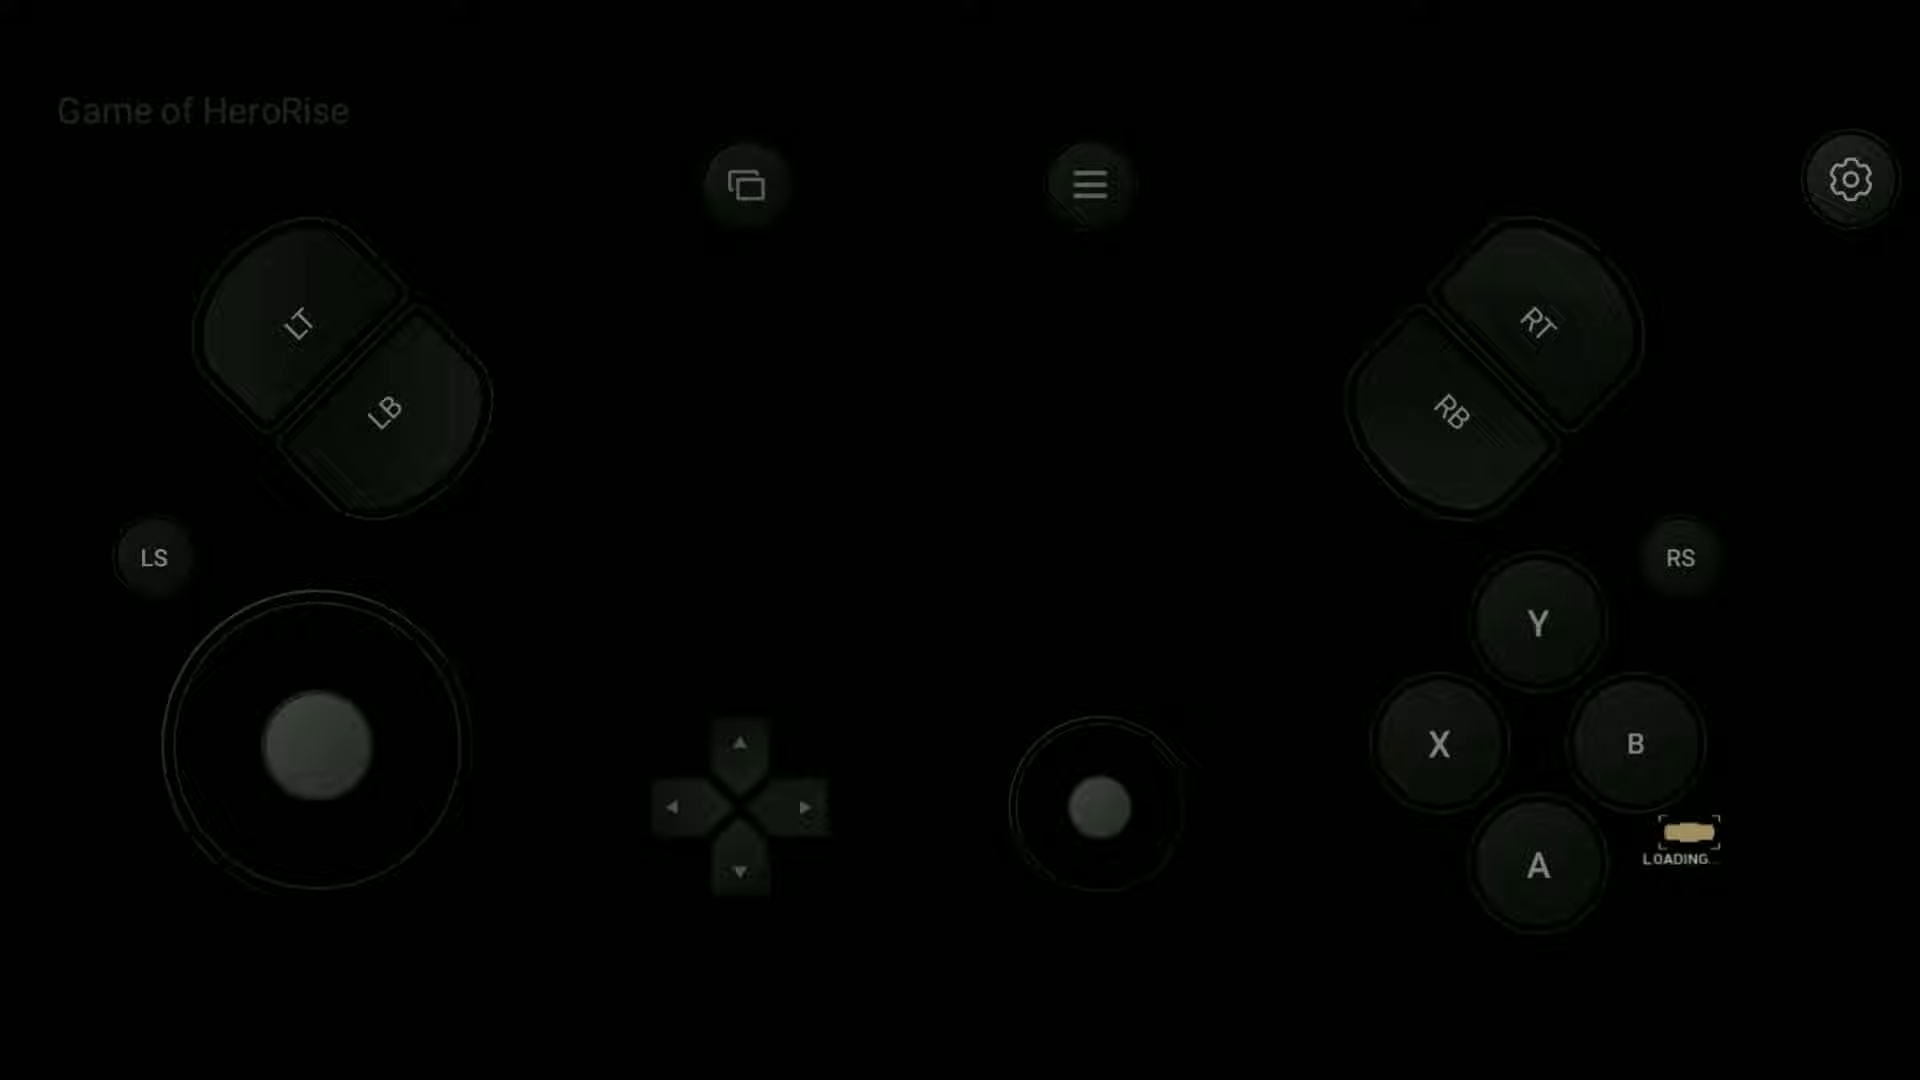 Game of HeroRise
LT
RT
LB
RB
LS
RS
Y
X
B
A
LOADING...